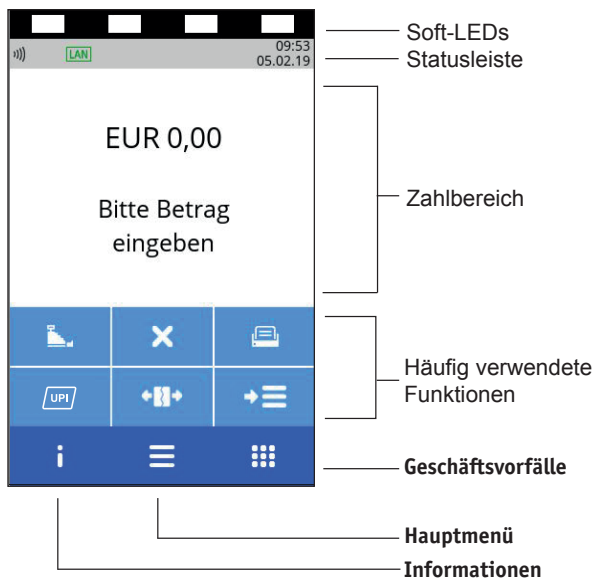 Soft-LEDs
LAN
09:53
05.02.19
Statusleiste
EUR 0,00
Bitte Betrag
eingeben
Zahlbereich
UPI
Häufig verwendete
Funktionen
i
Geschäftsvorfälle
Hauptmenü
Informationen